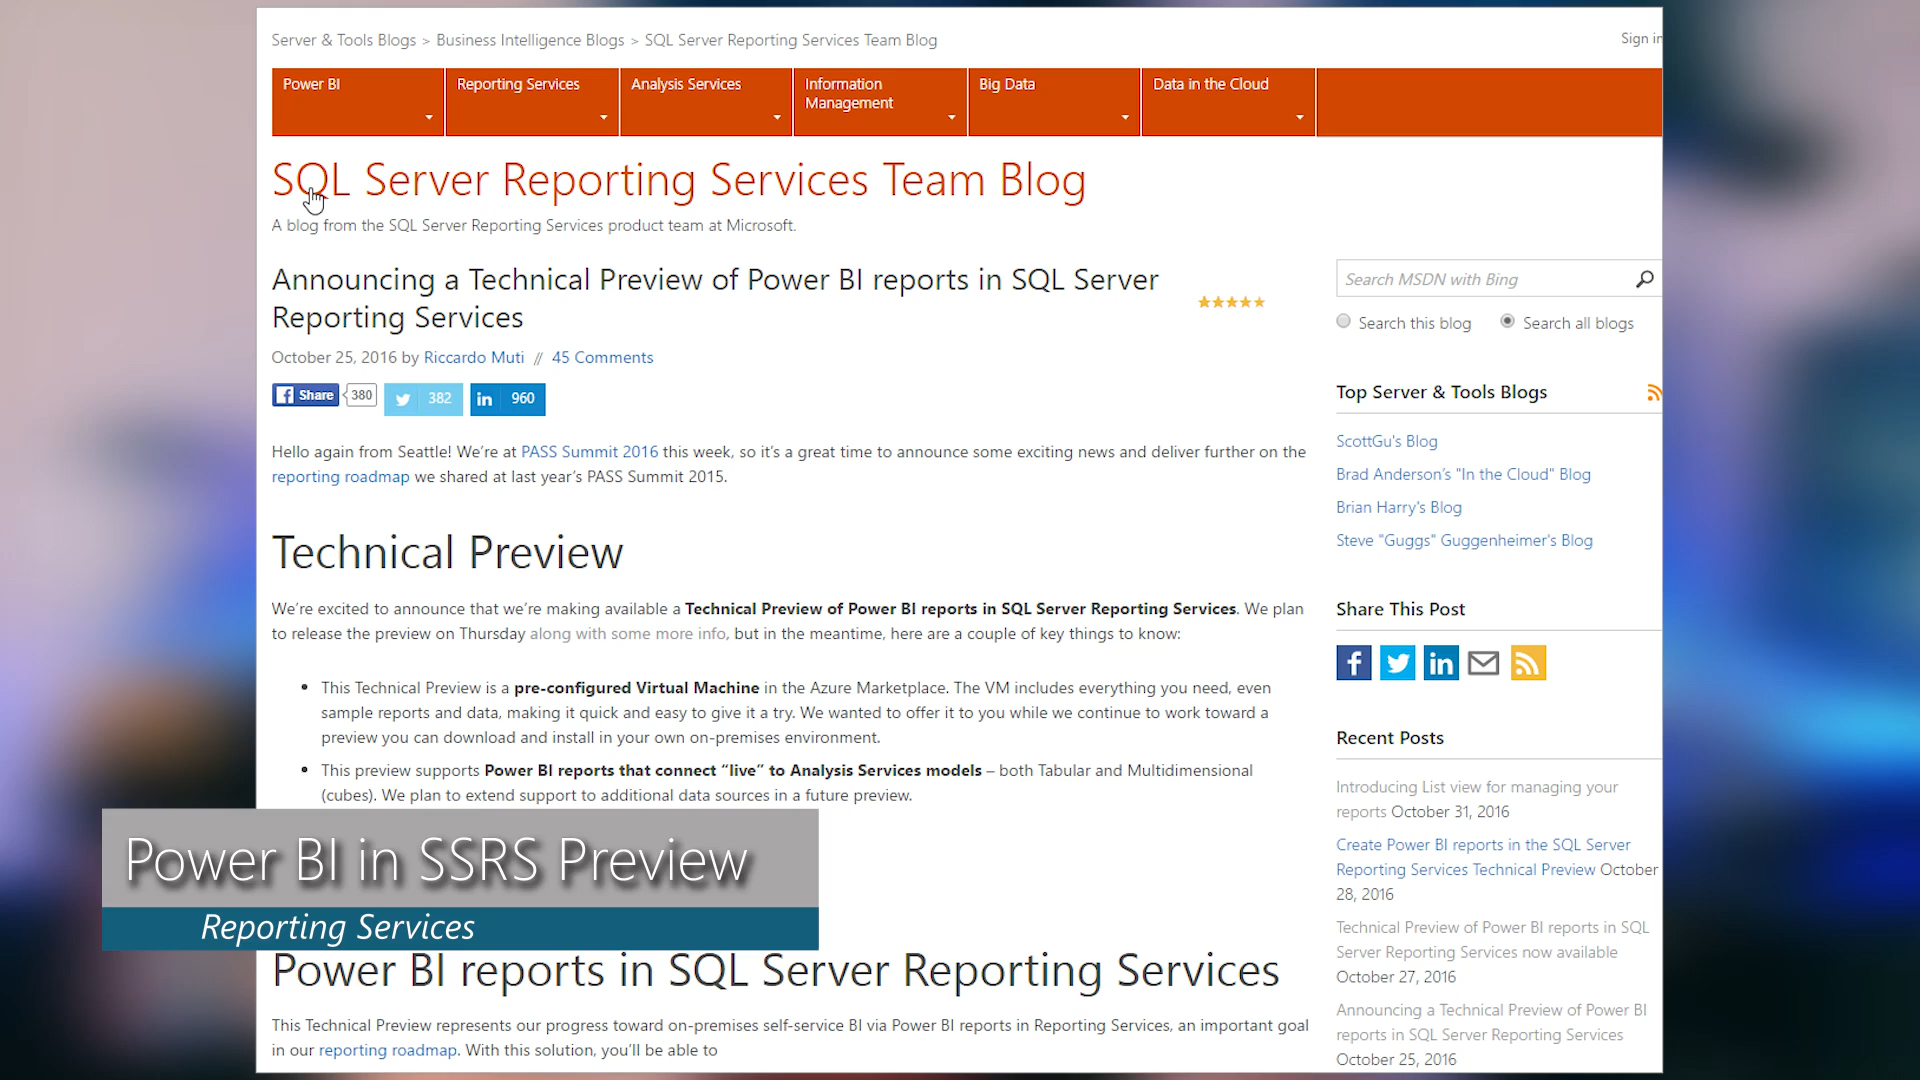 Server & Tools Blogs > Business Intelligence Blogs > SQL Server Reporting Services Team Blog
Sign in
Power BI
Reporting Services
Analysis Services
Information
Management
Big Data
Data in the Cloud
SQL Server Reporting Services Team Blog
A blog from the SQL Server Reporting Services product team at Microsoft.
Announcing a Technical Preview of Power BI reports in SQL Server
Reporting Services
October 25, 2016 by Riccardo Muti // 45 Comments
Share 380 382 in 960
Hello again from Seattle! We're at PASS Summit 2016 this week, so it's a great time to announce some exciting news and deliver further on the
reporting roadmap we shared at last year's PASS Summit 2015.
Technical Preview
We're excited to announce that we're making available a Technical Preview of Power BI reports in SQL Server Reporting Services. We plan
to release the preview on Thursday along with some more info, but in the meantime, here are a couple of key things to know:
• This Technical Preview is a pre-configured Virtual Machine in the Azure Marketplace. The VM includes everything you need, even
sample reports and data, making it quick and easy to give it a try. We wanted to offer it to you while we continue to work toward a
preview you can download and install in your own on-premises environment.
• This preview supports Power BI reports that connect “live” to Analysis Services models – both Tabular and Multidimensional
(cubes). We plan to extend support to additional data sources in a future preview.
Power BI in SSRS Preview
Reporting Services
Power BI reports in SQL Server Reporting Services
This Technical Preview represents our progress toward on-premises self-service BI via Power BI reports in Reporting Services, an important goal
in our reporting roadmap. With this solution, you'll be able to
Search MSDN with Bing
Search this blog
Search all blogs
Top Server & Tools Blogs
ScottGu's Blog
Brad Anderson's "In the Cloud" Blog
Brian Harry's Blog
Steve "Guggs" Guggenheimer's Blog
Share This Post
f in
Recent Posts
Introducing List view for managing your
reports October 31, 2016
Create Power BI reports in the SQL Server
Reporting Services Technical Preview October
28, 2016
Technical Preview of Power BI reports in SQL
Server Reporting Services now available
October 27, 2016
Announcing a Technical Preview of Power BI
reports in SQL Server Reporting Services
October 25, 2016